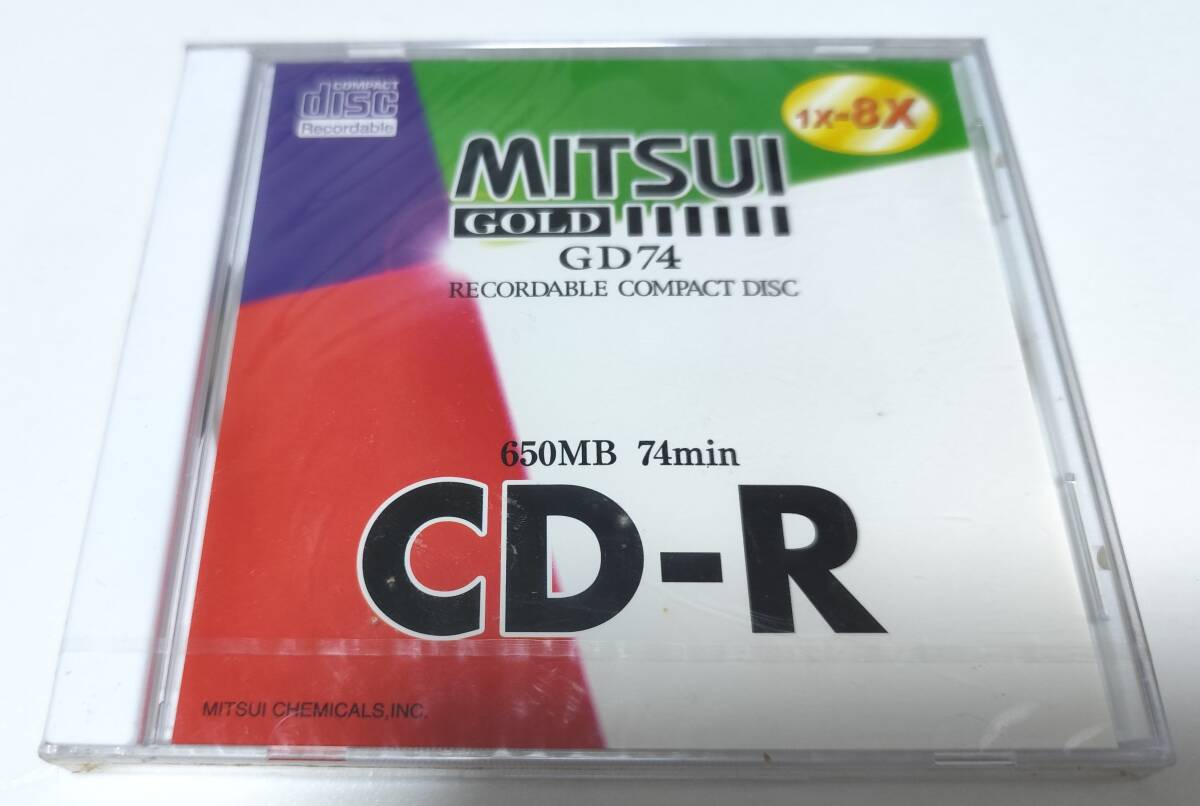 COMPACT
disc
Recordable
1X-8X
MITSUI
GOLD
GD74
RECORDABLE COMPACT DISC
650MB 74min
CD-R
MITSUI CHEMICALS,INC.